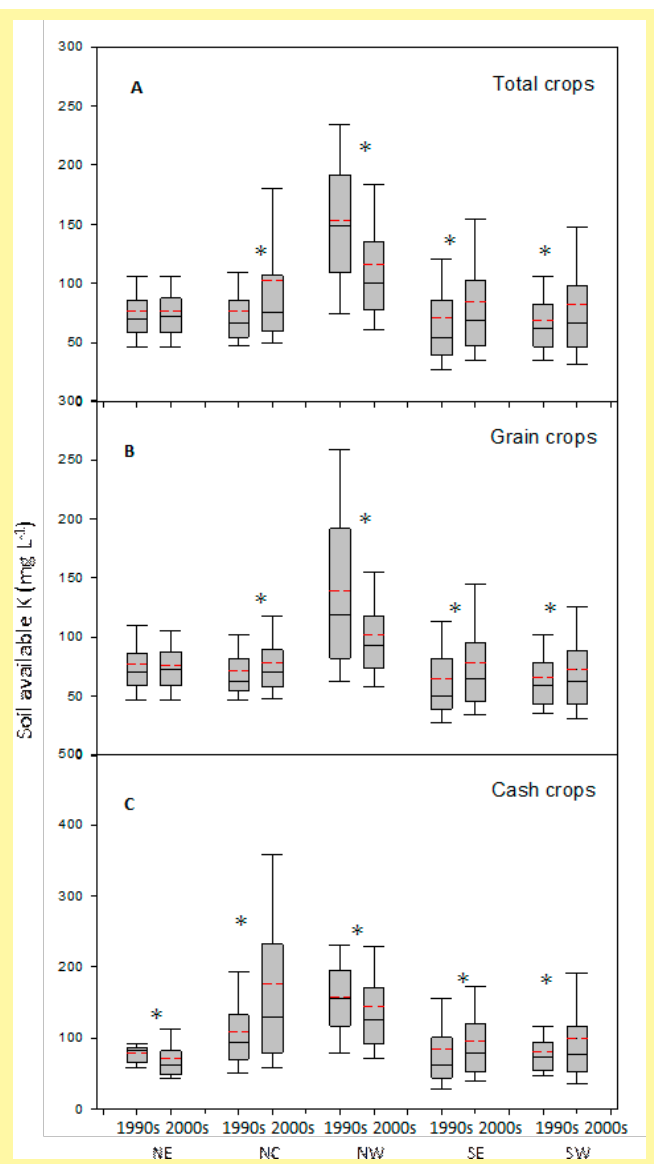 300
A Total crops
250
200
*
150
* * *
100
50
0
300
Grain crops
B
250
200
*
150
* * *
100
50
0
500
Cash crops
C
400
300
* *
200
* * *
100
0
Soil available K (mg L-1)
1990s 2000s 1990s 2000s 1990s 2000s 1990s 2000s 1990s 2000s
NE NC NW SE SW